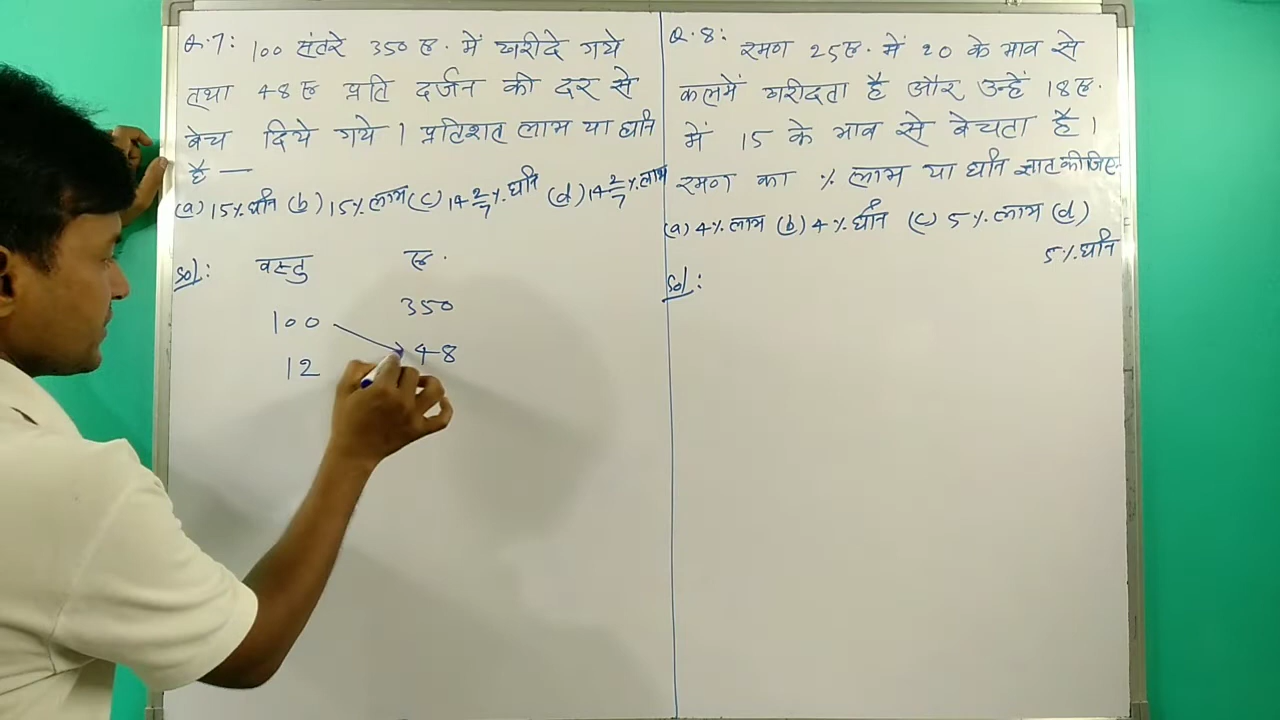 Q.7: 100 संतरे 350 रु. में खरीदे गये
तथा 48 रु प्रति दर्जन की दर से
बेच दिये गये । प्रतिशत लाभ या हानि
है —
(a) 15% हानि (b) 15% लाभ (c) 14 2/7 % हानि (d) 14 2/7 % लाभ
Sol: वस्तु रु.
100 350
12 48
Q.8: रमण 25 रु. में 20 के भाव से
कलमें खरीदता है और उन्हें 18 रु.
में 15 के भाव से बेचता है ।
रमण का % लाभ या हानि ज्ञात कीजिए-
(a) 4% लाभ (b) 4% हानि (c) 5% लाभ (d)
5% हानि
Sol: